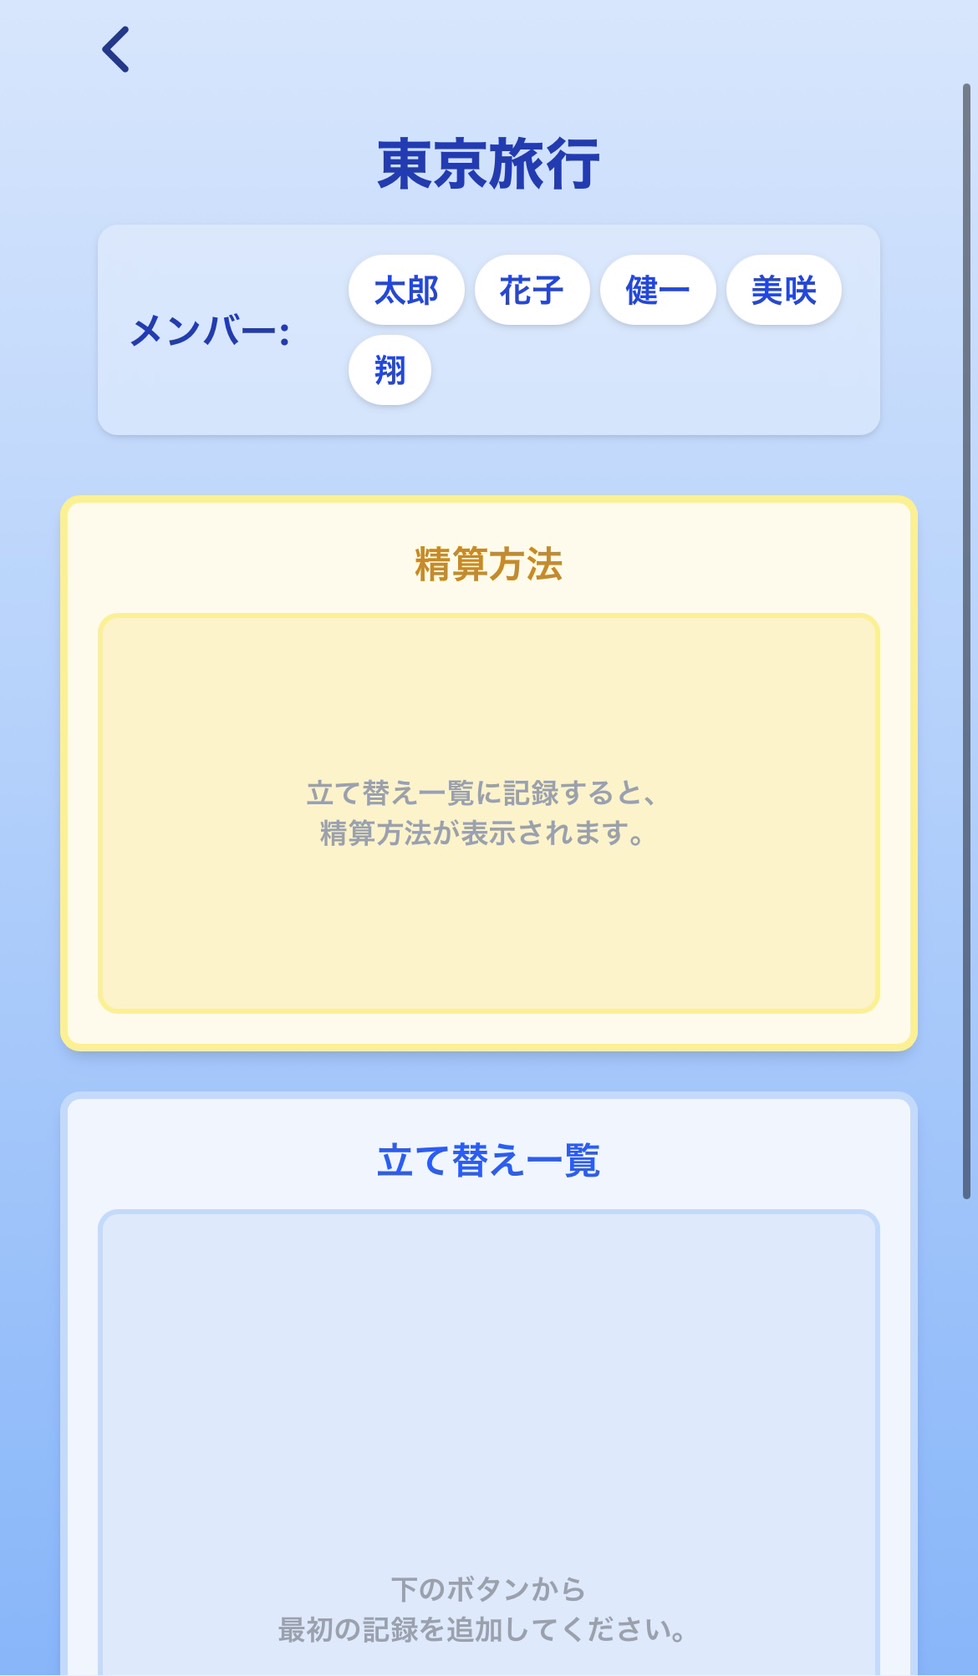 東京旅行
メンバー:
太郎 花子 健一 美咲
翔
精算方法
立て替え一覧に記録すると、
精算方法が表示されます。
立て替え一覧
下のボタンから
最初の記録を追加してください。